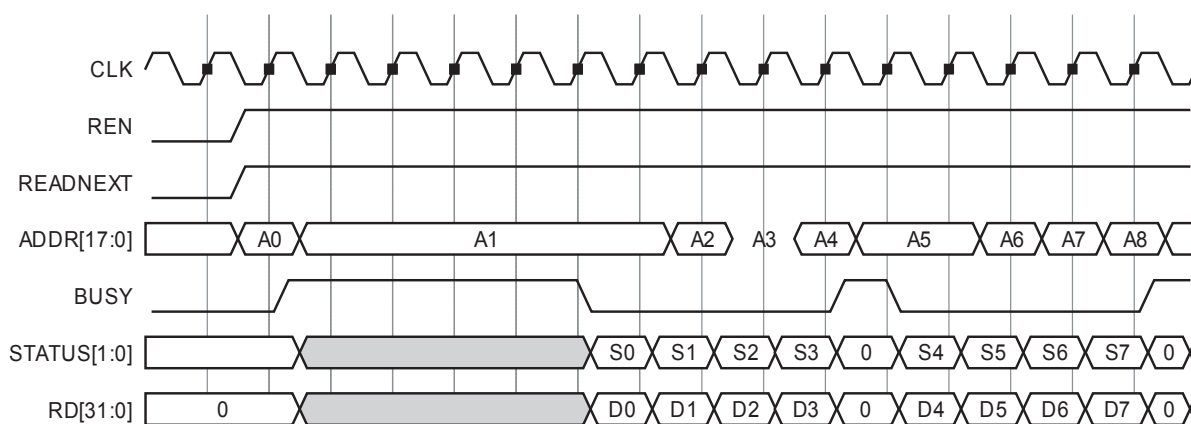 CLK
REN
READNEXT
ADDR[17:0] A0 A1 A2 A3 A4 A5 A6 A7 A8
BUSY
STATUS[1:0] S0 S1 S2 S3 0 S4 S5 S6 S7 0
RD[31:0] 0 D0 D1 D2 D3 0 D4 D5 D6 D7 0